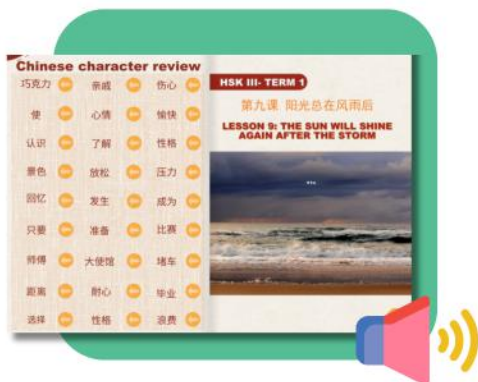 Chinese character review
巧克力 亲戚 伤心
使 心情 愉快
认识 了解 性格
景色 放松 压力
回忆 发生 成为
只要 准备 比赛
师傅 大使馆 堵车
距离 耐心 毕业
选择 性格 浪费
HSK III- TERM 1
第九课 阳光总在风雨后
LESSON 9: THE SUN WILL SHINE
AGAIN AFTER THE STORM